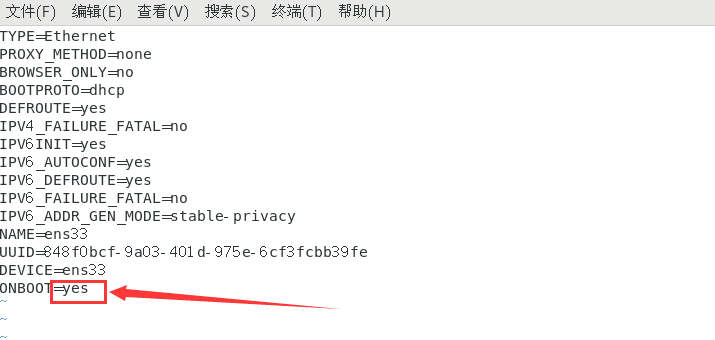 文件(F) 编辑(E) 查看(V) 搜索(S) 终端(T) 帮助(H)
TYPE=Ethernet
PROXY_METHOD=none
BROWSER_ONLY=no
BOOTPROTO=dhcp
DEFROUTE=yes
IPV4_FAILURE_FATAL=no
IPV6INIT=yes
IPV6_AUTOCONF=yes
IPV6_DEFROUTE=yes
IPV6_FAILURE_FATAL=no
IPV6_ADDR_GEN_MODE=stable-privacy
NAME=ens33
UUID=848f0bcf-9a03-401d-975e-6cf3fcbb39fe
DEVICE=ens33
ONBOOT=yes
~
~
~